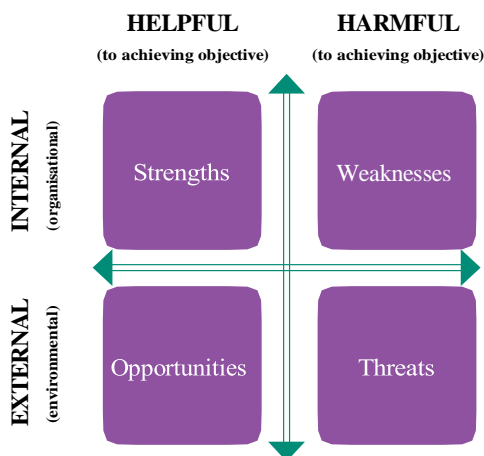 HELPFUL
(to achieving objective)
HARMFUL
(to achieving objective)
INTERNAL
(organisational)
Strengths
Weaknesses
EXTERNAL
(environmental)
Opportunities
Threats